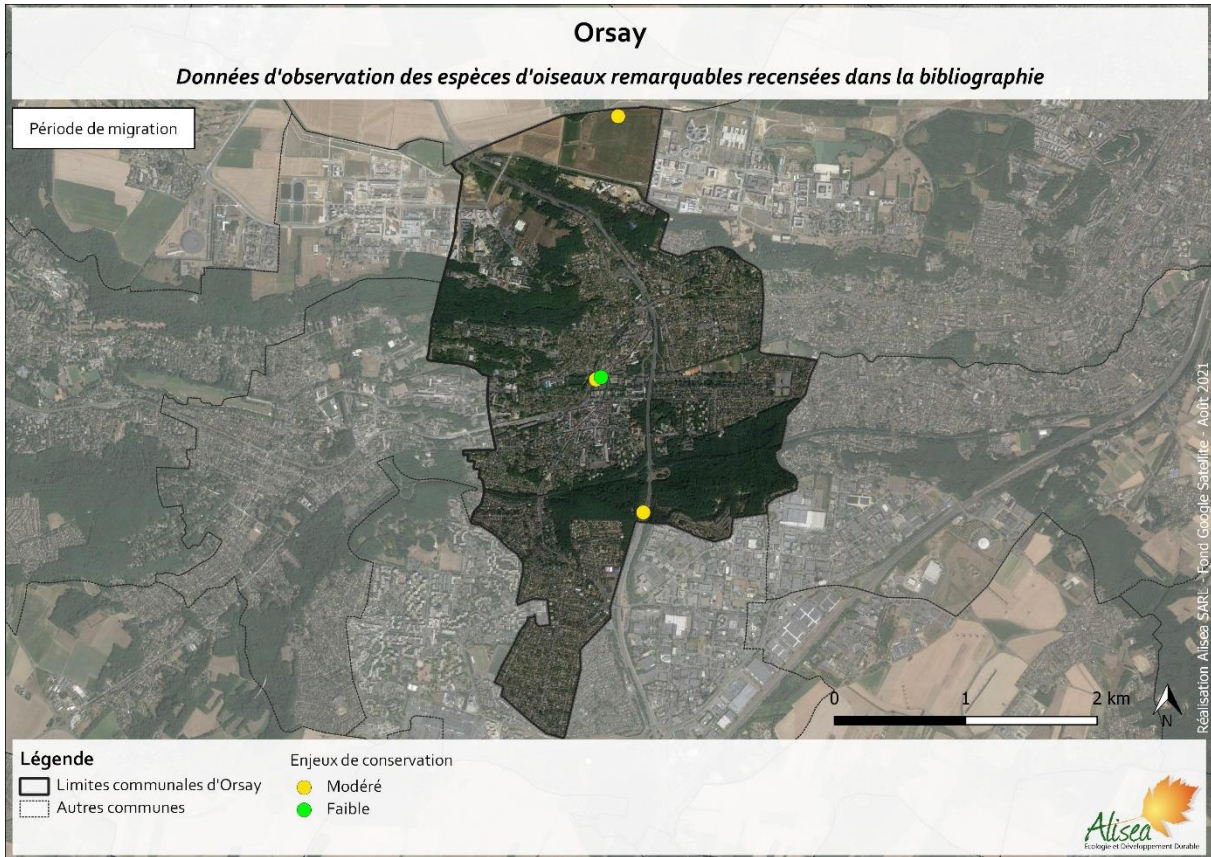 Orsay
Données d'observation des espèces d'oiseaux remarquables recensées dans la bibliographie
Période de migration
Réalisation Alisea SARL - Fond Google Satellite - Août 2021
0 1 2 km
N
Légende
Limites communales d'Orsay
Autres communes
Enjeux de conservation
Modéré
Faible
Alisea
Ecologie et Développement Durable